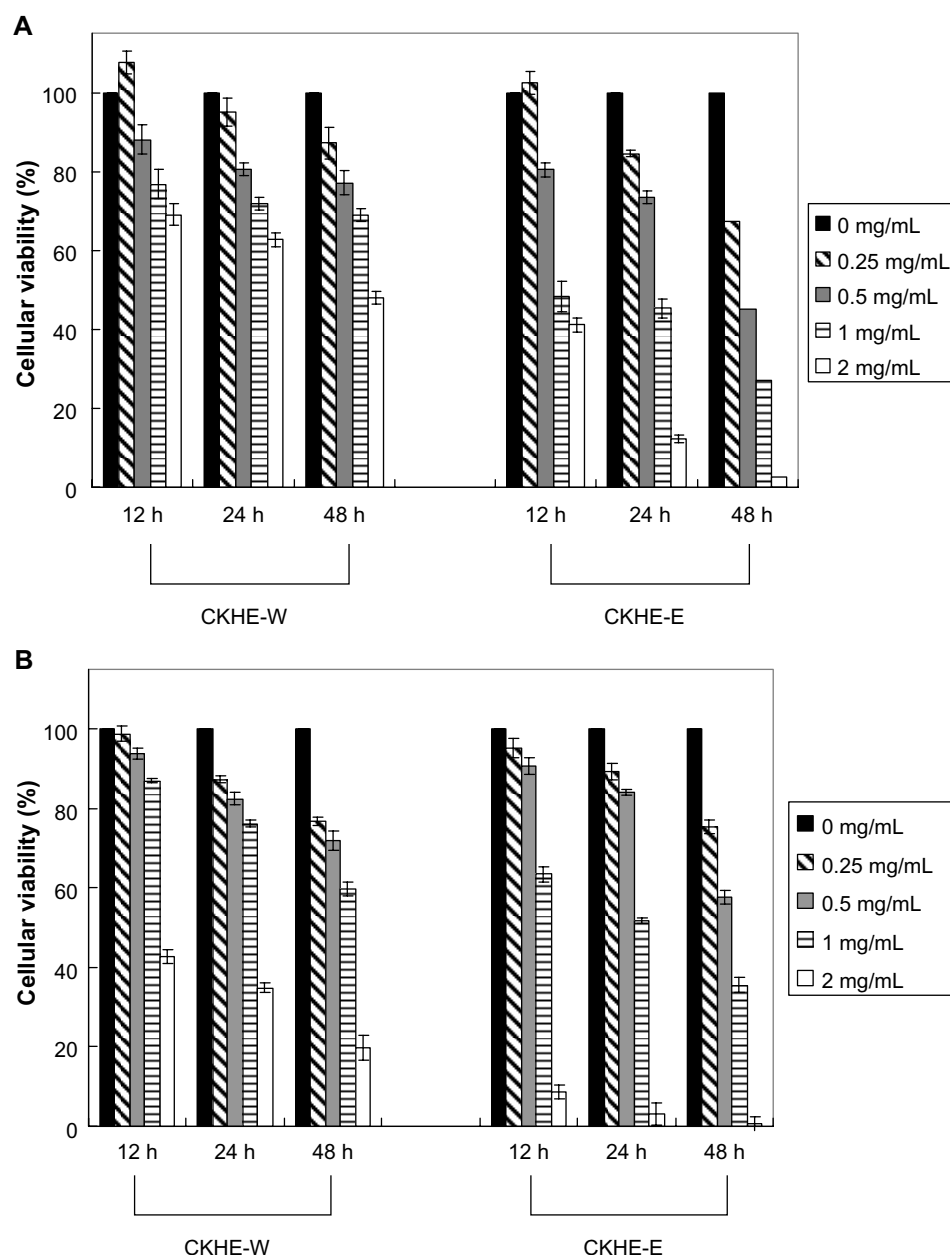 A
Cellular viability (%)
100
80
60
40
20
0
12 h 24 h 48 h 12 h 24 h 48 h
CKHE-W CKHE-E
0 mg/mL
0.25 mg/mL
0.5 mg/mL
1 mg/mL
2 mg/mL
B
Cellular viability (%)
100
80
60
40
20
0
12 h 24 h 48 h 12 h 24 h 48 h
CKHE-W CKHE-E
0 mg/mL
0.25 mg/mL
0.5 mg/mL
1 mg/mL
2 mg/mL